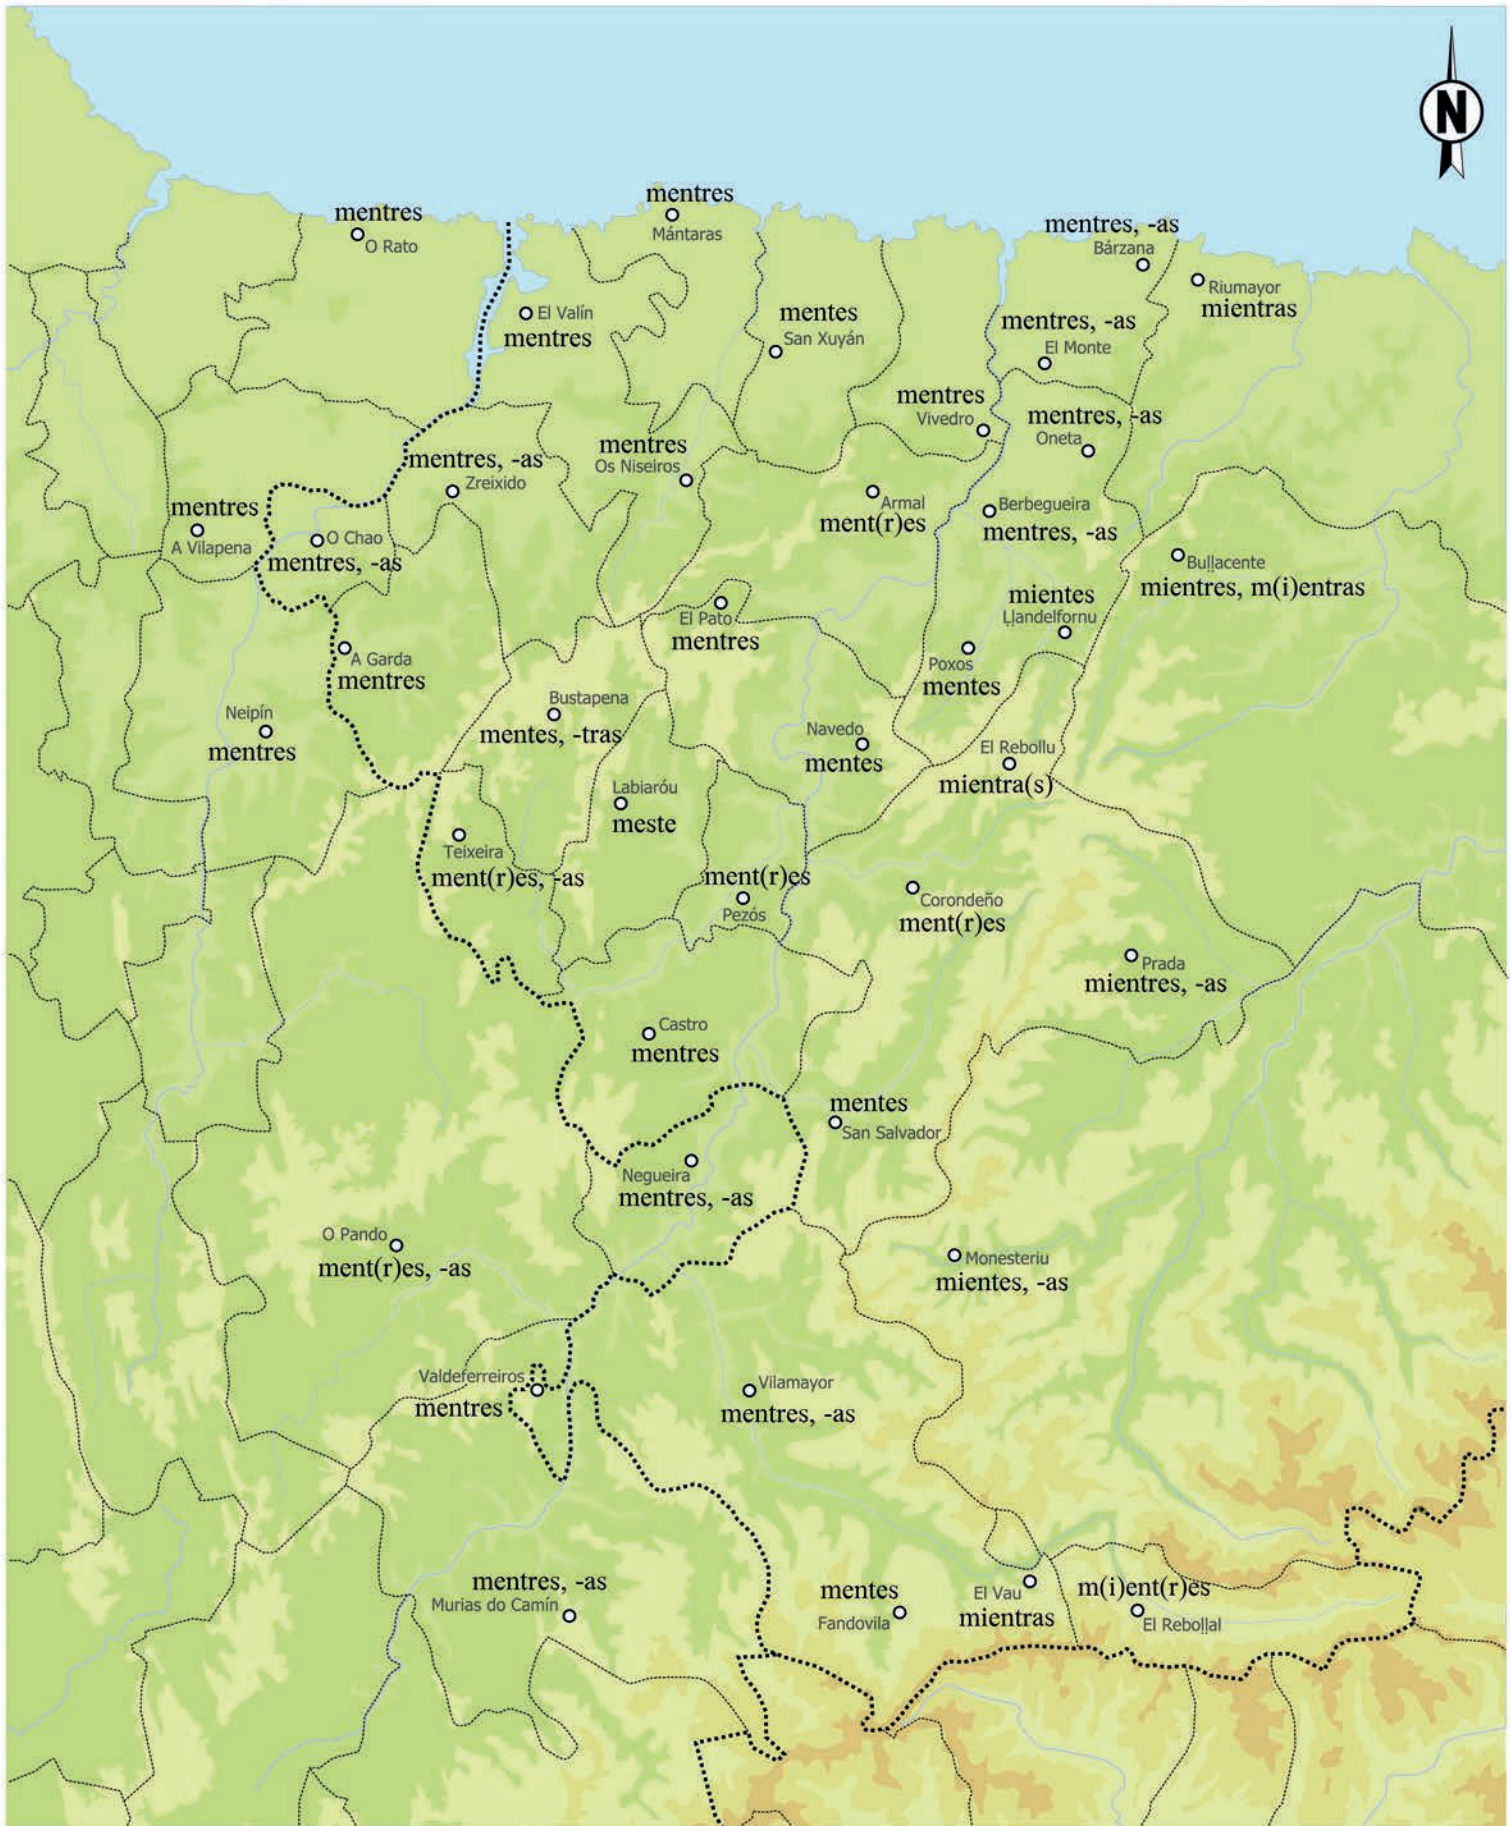 N
mentres
O Rato
mentres
Mántaras
mentres, -as
Bárzana
Riumayor
mientras
El Valín
mentres
mentes
San Xuyán
mentres, -as
El Monte
mentres
Vivedro
mentres, -as
Oneta
mentres, -as
Zreixido
mentres
Os Niseiros
Armal
ment(r)es
Berbegueira
mentres, -as
mentres
A Vilapena
O Chao
mentres, -as
Buḷḷacente
mientres, m(i)entras
mientes
Ḷḷandelfornu
El Pato
mentres
A Garda
mentres
Poxos
mentes
Neipín
mentres
Bustapena
mentes, -tras
Navedo
mentes
El Rebollu
mientra(s)
Labiaróu
meste
Teixeira
ment(r)es, -as
ment(r)es
Pezós
Corondeño
ment(r)es
Prada
mientres, -as
Castro
mentres
mentes
San Salvador
Negueira
mentres, -as
O Pando
ment(r)es, -as
Monesteriu
mientes, -as
Valdeferreiros
mentres
Vilamayor
mentres, -as
mentres, -as
Murias do Camín
mentes
Fandovila
El Vau
mientras
m(i)ent(r)es
El Reboḷḷal